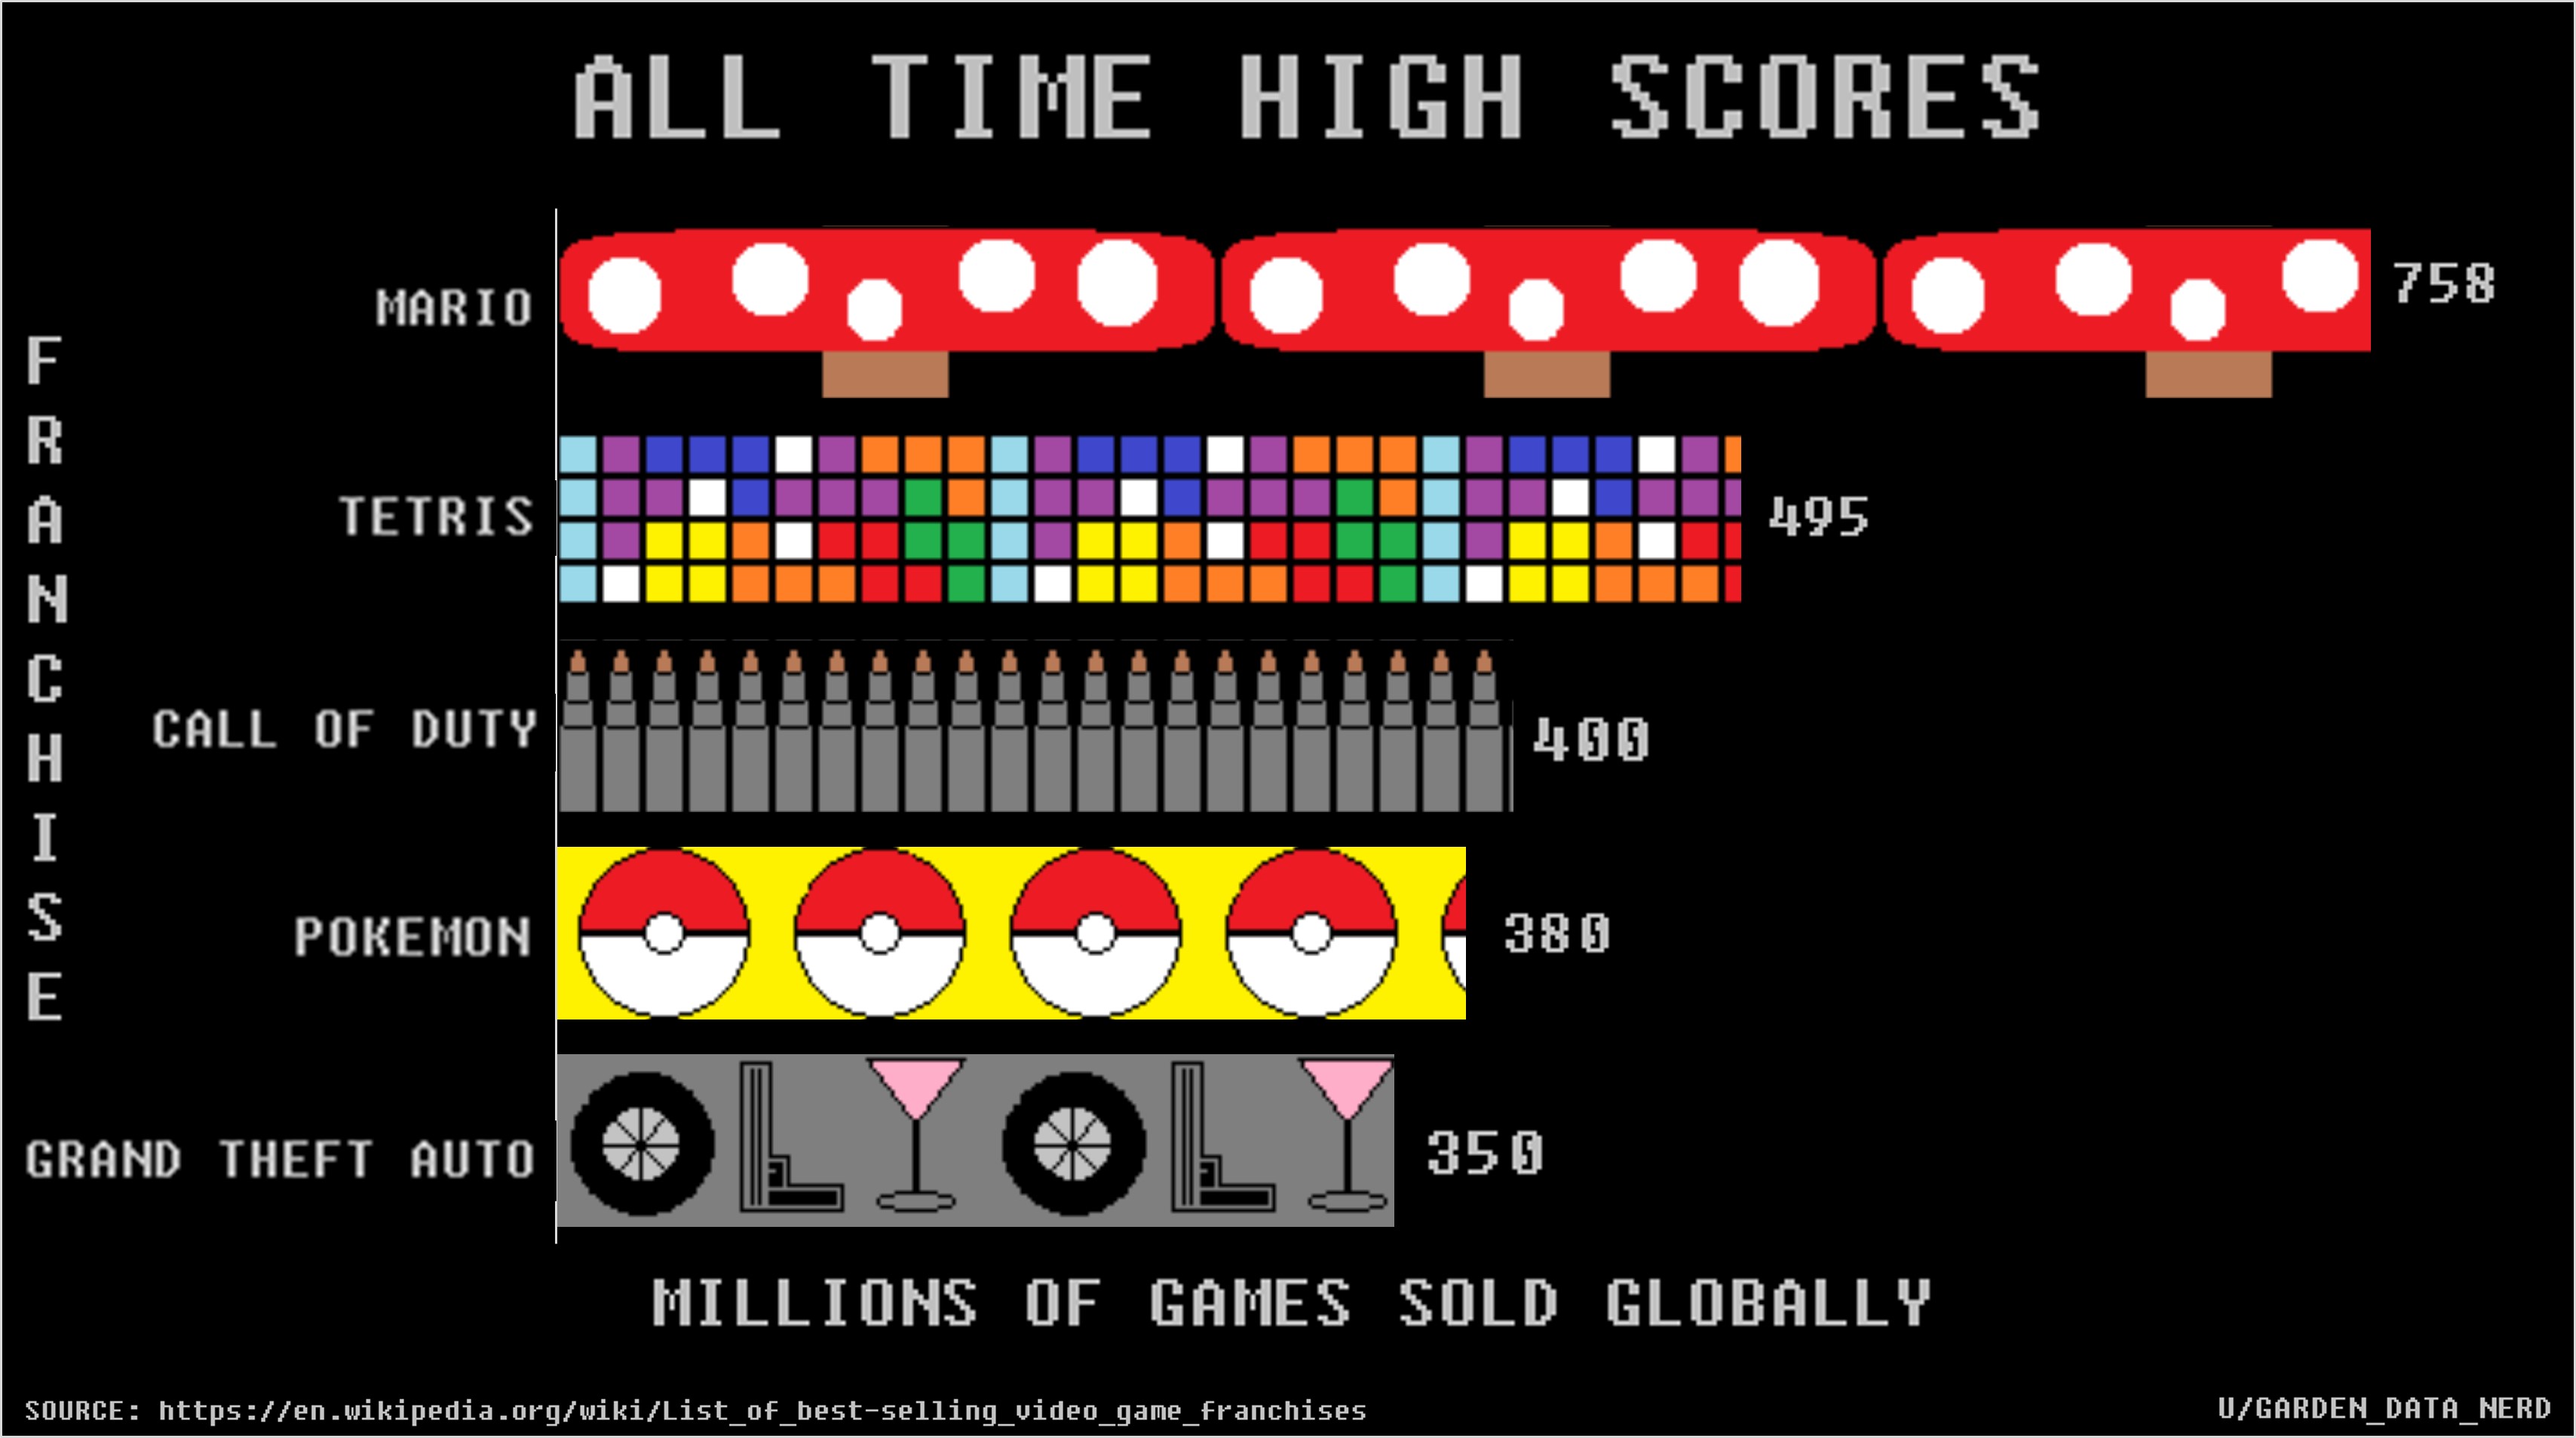 ALL TIME HIGH SCORES
FRANCHISE
MARIO
758
TETRIS
495
CALL OF DUTY
400
POKEMON
380
GRAND THEFT AUTO
350
MILLIONS OF GAMES SOLD GLOBALLY
SOURCE: https://en.wikipedia.org/wiki/List_of_best-selling_video_game_franchises
U/GARDEN_DATA_NERD